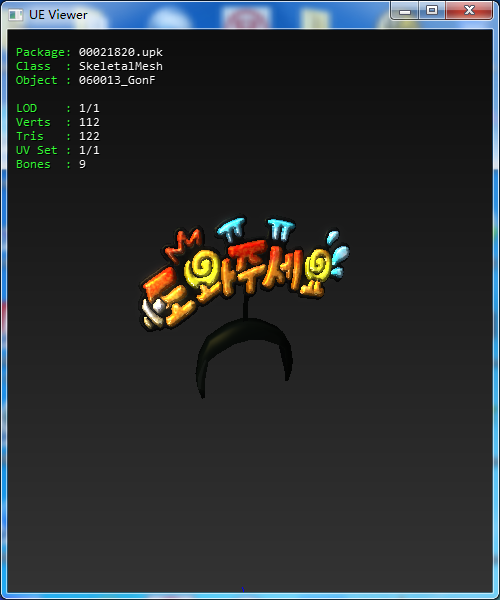 UE Viewer
Package: 00021820.upk
Class : SkeletalMesh
Object : 060013_GonF
LOD : 1/1
Verts : 112
Tris : 122
UV Set : 1/1
Bones : 9
ㅠㅠ
도와주세요